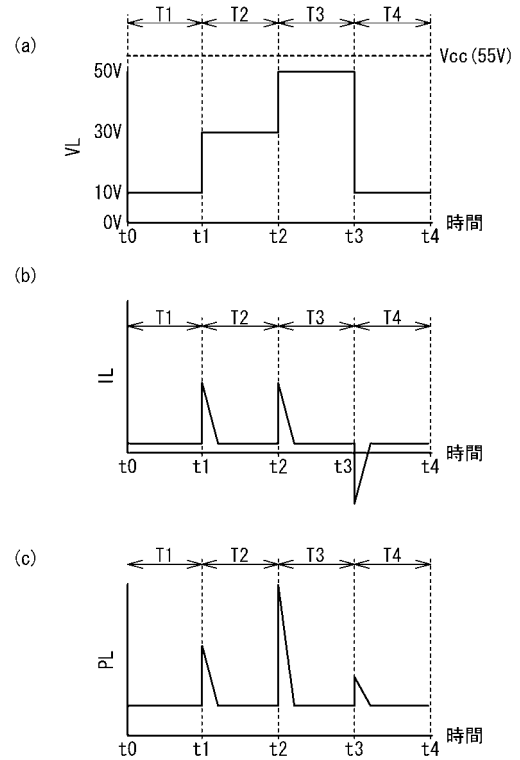 (a)
T1 T2 T3 T4
Vcc(55V)
50V
30V
VL
10V
0V
t0 t1 t2 t3 t4 時間
(b)
T1 T2 T3 T4
IL
t0 t1 t2 t3 t4 時間
(c)
T1 T2 T3 T4
PL
t0 t1 t2 t3 t4 時間